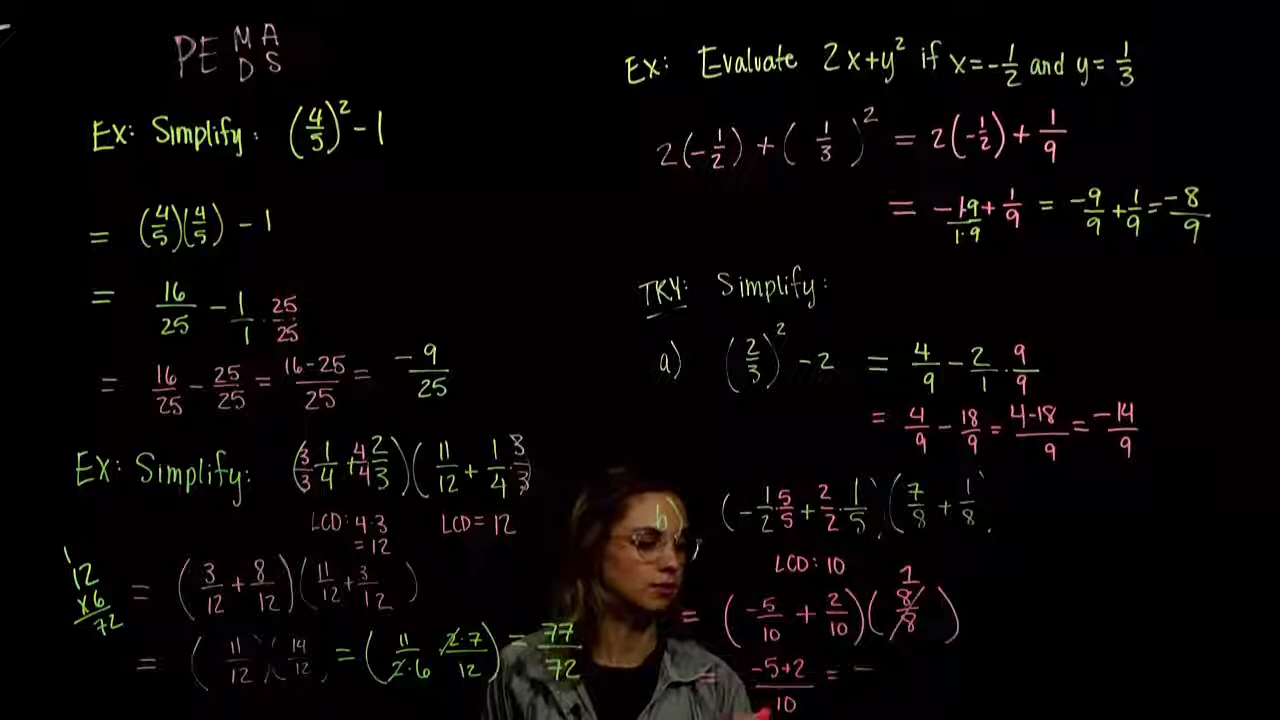 PE M A
D S
Ex: Simplify: (4/5)^2 - 1
= (4/5)(4/5) - 1
= 16/25 - 1/1 · 25/25
= 16/25 - 25/25 = (16-25)/25 = -9/25
Ex: Simplify: (3/3 · 1/4 + 4/4 · 2/3)(11/12 + 1/4 · 3/3)
LCD: 4·3 LCD = 12
= 12
12
x6
72
= (3/12 + 8/12)(11/12 + 3/12)
= (11/12)(14/12) = (11/2·6 · 2·7/12) = 77/72
Ex: Evaluate 2x+y^2 if x=-1/2 and y=1/3
2(-1/2) + (1/3)^2 = 2(-1/2) + 1/9
= -1·9/1·9 + 1/9 = -9/9 + 1/9 = -8/9
TRY: Simplify:
a) (2/3)^2 - 2 = 4/9 - 2/1 · 9/9
= 4/9 - 18/9 = (4-18)/9 = -14/9
b) (-1/2 · 5/5 + 2/2 · 1/5)(7/8 + 1/8)
LCD: 10
1
= (-5/10 + 2/10)(8/8)
= (-5+2)/10 = -